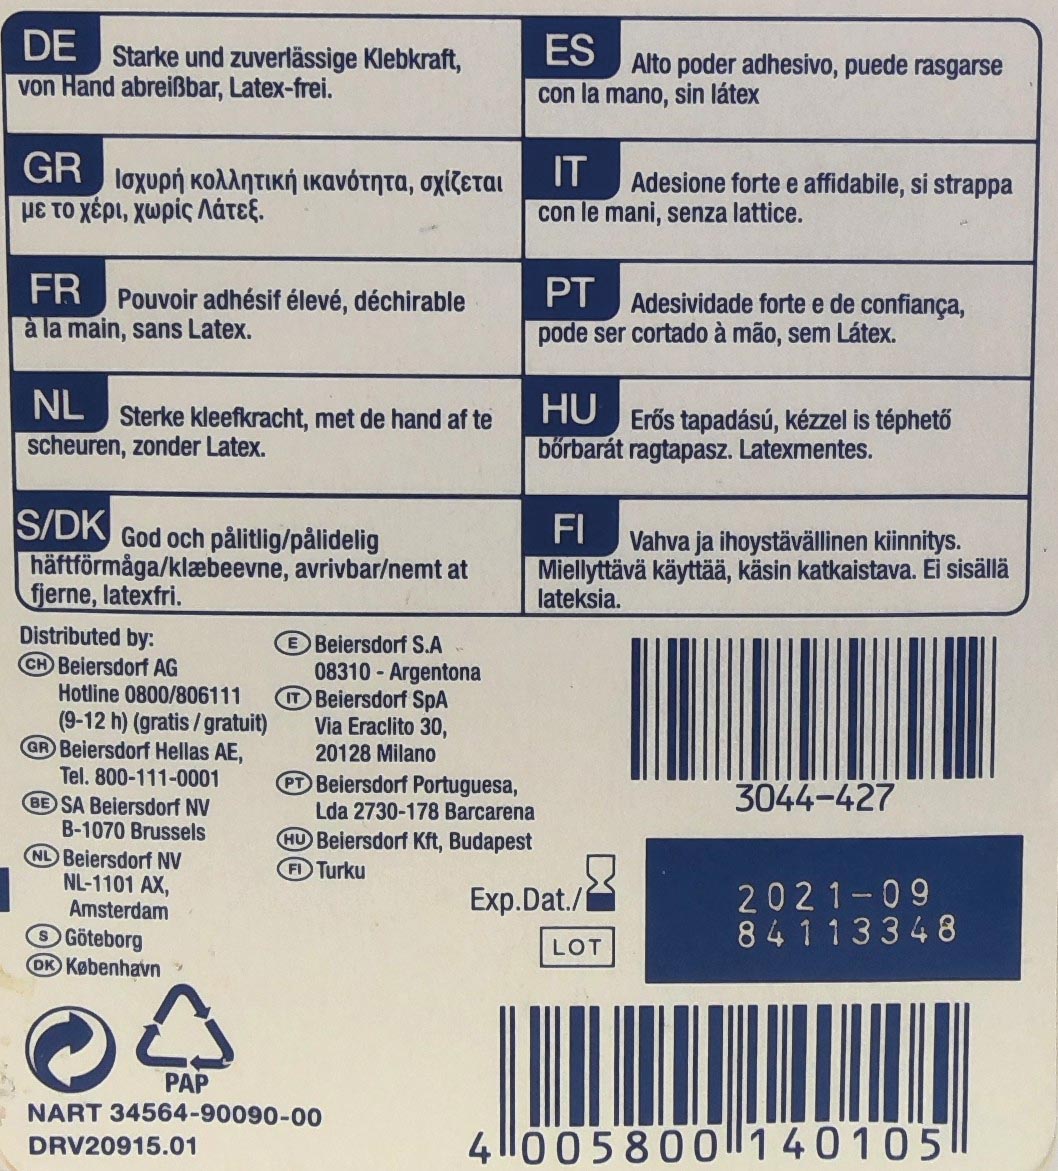 DE Starke und zuverlässige Klebkraft,
von Hand abreißbar, Latex-frei.
GR Ισχυρή κολλητική ικανότητα, σχίζεται
με το χέρι, χωρίς Λάτεξ.
FR Pouvoir adhésif élevé, déchirable
à la main, sans Latex.
NL Sterke kleefkracht, met de hand af te
scheuren, zonder Latex.
S/DK God och pålitlig/pålidelig
häftförmåga/klæbeevne, avrivbar/nemt at
fjerne, latexfri.
ES Alto poder adhesivo, puede rasgarse
con la mano, sin látex
IT Adesione forte e affidabile, si strappa
con le mani, senza lattice.
PT Adesividade forte e de confiança,
pode ser cortado à mão, sem Látex.
HU Erős tapadású, kézzel is téphető
bőrbarát ragtapasz. Latexmentes.
FI Vahva ja ihoystävällinen kiinnitys.
Miellyttävä käyttää, käsin katkaistava. Ei sisällä
lateksia.
Distributed by:
CH Beiersdorf AG
Hotline 0800/806111
(9-12 h) (gratis / gratuit)
GR Beiersdorf Hellas AE,
Tel. 800-111-0001
BE SA Beiersdorf NV
B-1070 Brussels
NL Beiersdorf NV
NL-1101 AX,
Amsterdam
S Göteborg
DK København
E Beiersdorf S.A
08310 - Argentona
IT Beiersdorf SpA
Via Eraclito 30,
20128 Milano
PT Beiersdorf Portuguesa,
Lda 2730-178 Barcarena
HU Beiersdorf Kft, Budapest
FI Turku
3044-427
Exp.Dat./
LOT
2021-09
84113348
PAP
NART 34564-90090-00
DRV20915.01
4 005800 140105